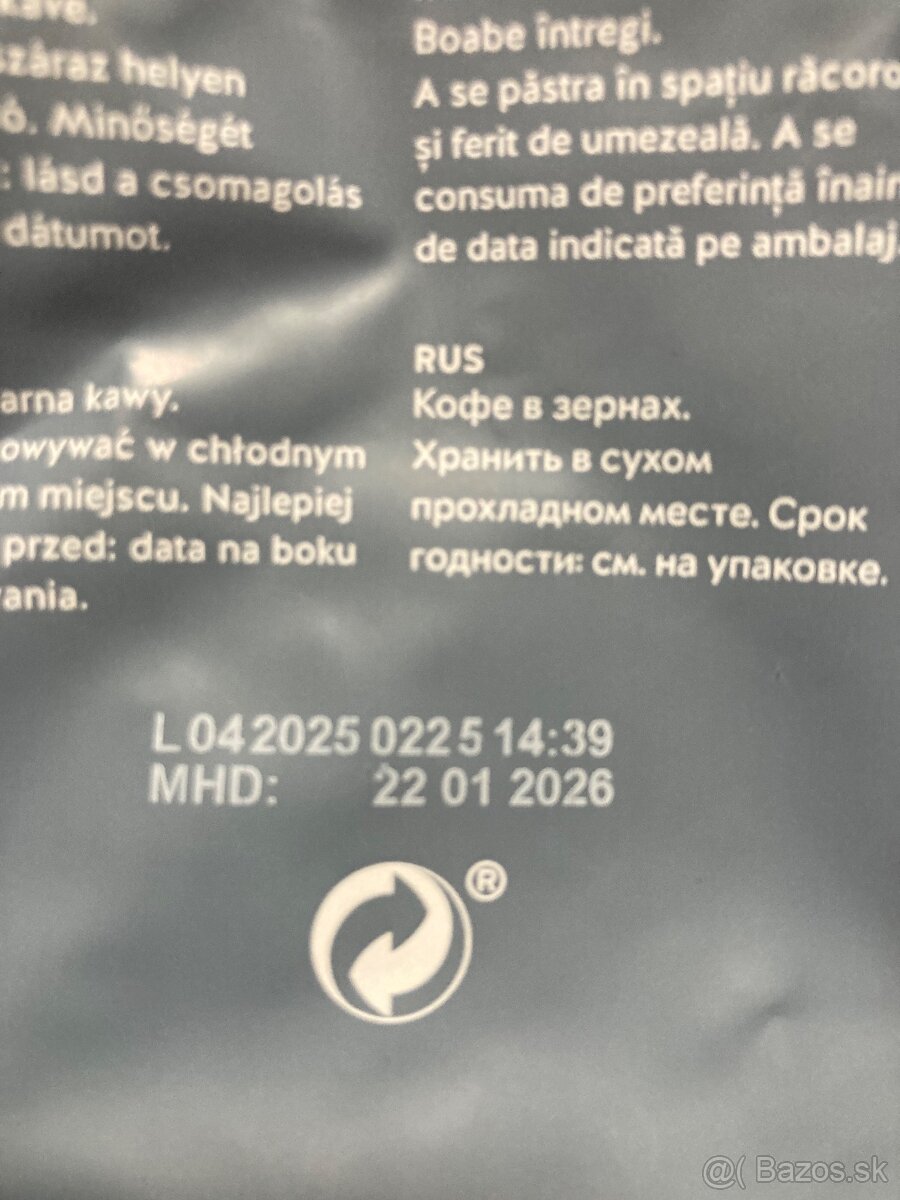 száraz helyen
ó. Minőségét
: lásd a csomagolás
dátumot.
Boabe întregi.
A se păstra în spațiu răcoro
și ferit de umezeală. A se
consuma de preferință înain
de data indicată pe ambalaj.
arna kawy.
owywać w chłodnym
m miejscu. Najlepiej
przed: data na boku
ania.
RUS
Кофе в зернах.
Хранить в сухом
прохладном месте. Срок
годности: см. на упаковке.
L 04 2025 0225 14:39
MHD: 22 01 2026
®
@( Bazos.sk